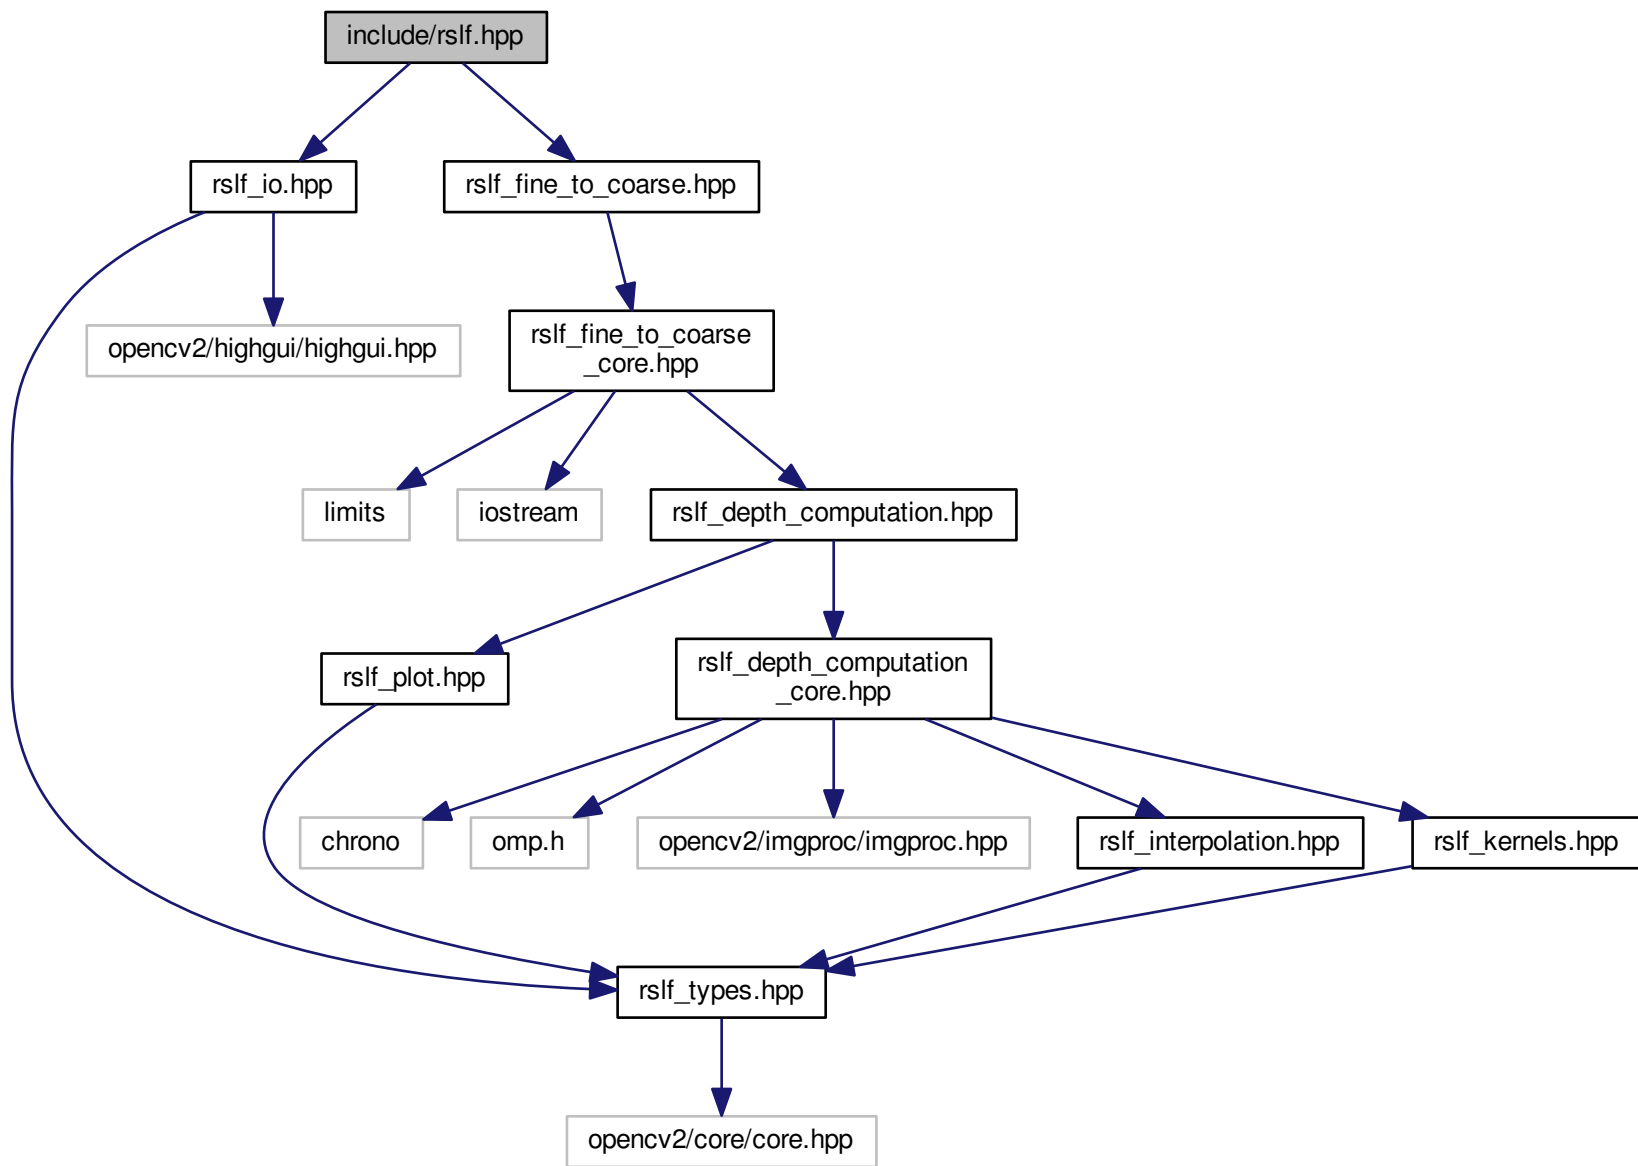 include/rslf.hpp
rslf_io.hpp
rslf_fine_to_coarse.hpp
opencv2/highgui/highgui.hpp
rslf_fine_to_coarse
_core.hpp
limits
iostream
rslf_depth_computation.hpp
rslf_plot.hpp
rslf_depth_computation
_core.hpp
chrono
omp.h
opencv2/imgproc/imgproc.hpp
rslf_interpolation.hpp
rslf_kernels.hpp
rslf_types.hpp
opencv2/core/core.hpp